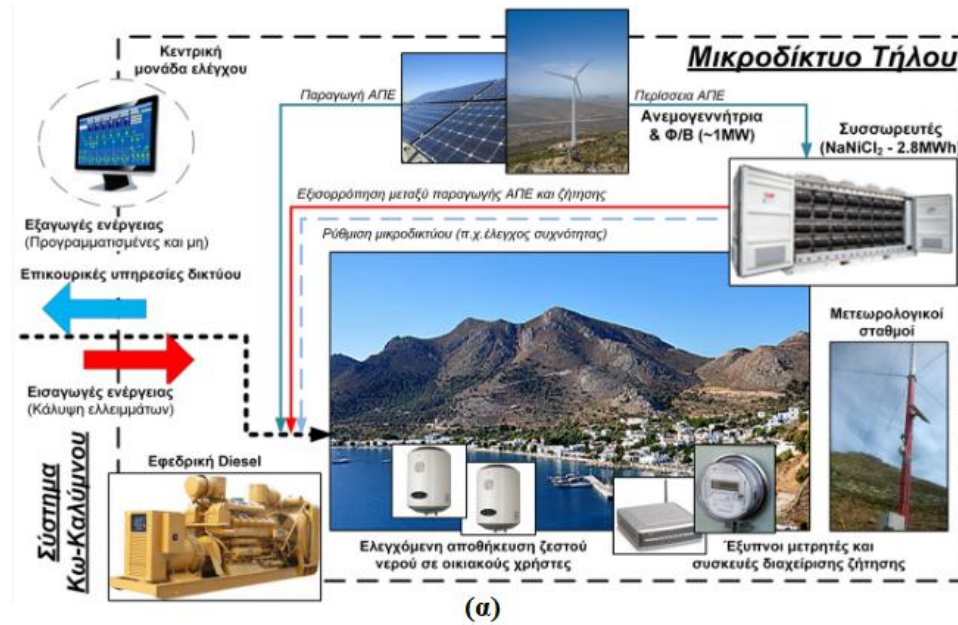 Κεντρική
μονάδα ελέγχου
Μικροδίκτυο Τήλου
Παραγωγή ΑΠΕ
Περίσσεια ΑΠΕ
Ανεμογεννήτρια
& Φ/Β (~1MW)
Συσσωρευτές
(NaNiCl₂ - 2.8MWh)
Εξισορρόπηση μεταξύ παραγωγής ΑΠΕ και ζήτησης
Ρύθμιση μικροδικτύου (π.χ.έλεγχος συχνότητας)
Εξαγωγές ενέργειας
(Προγραμματισμένες και μη)
Επικουρικές υπηρεσίες δικτύου
Εισαγωγές ενέργειας
(Κάλυψη ελλειμμάτων)
Μετεωρολογικοί
σταθμοί
Σύστημα
Κω-Καλύμνου
Εφεδρική Diesel
Ελεγχόμενη αποθήκευση ζεστού
νερού σε οικιακούς χρήστες
Έξυπνοι μετρητές και
συσκευές διαχείρισης ζήτησης
(α)